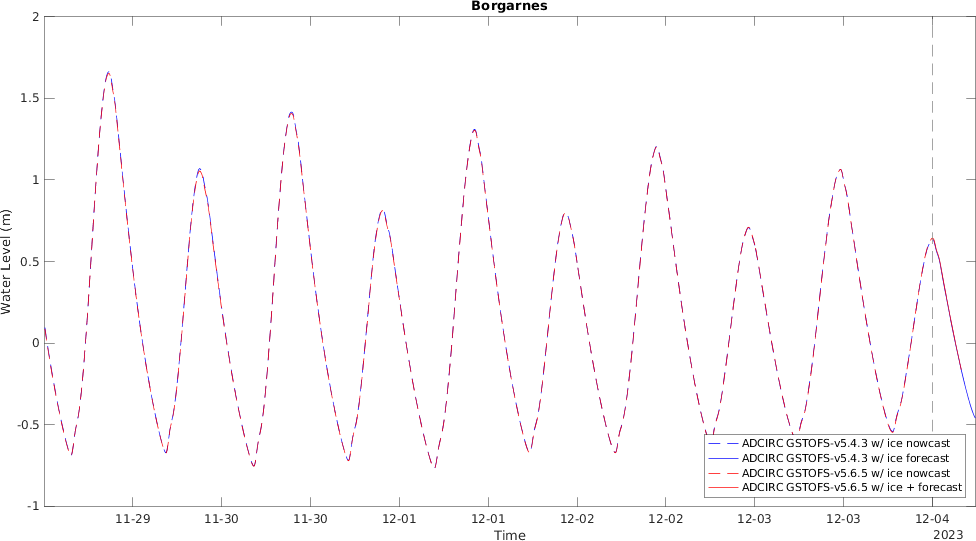 Borgarnes
2
1.5
1
0.5
0
-0.5
-1
Water Level (m)
ADCIRC GSTOFS-v5.4.3 w/ ice nowcast
ADCIRC GSTOFS-v5.4.3 w/ ice forecast
ADCIRC GSTOFS-v5.6.5 w/ ice nowcast
ADCIRC GSTOFS-v5.6.5 w/ ice + forecast
11-29 11-30 11-30 12-01 12-01 12-02 12-02 12-03 12-03 12-04
Time
2023